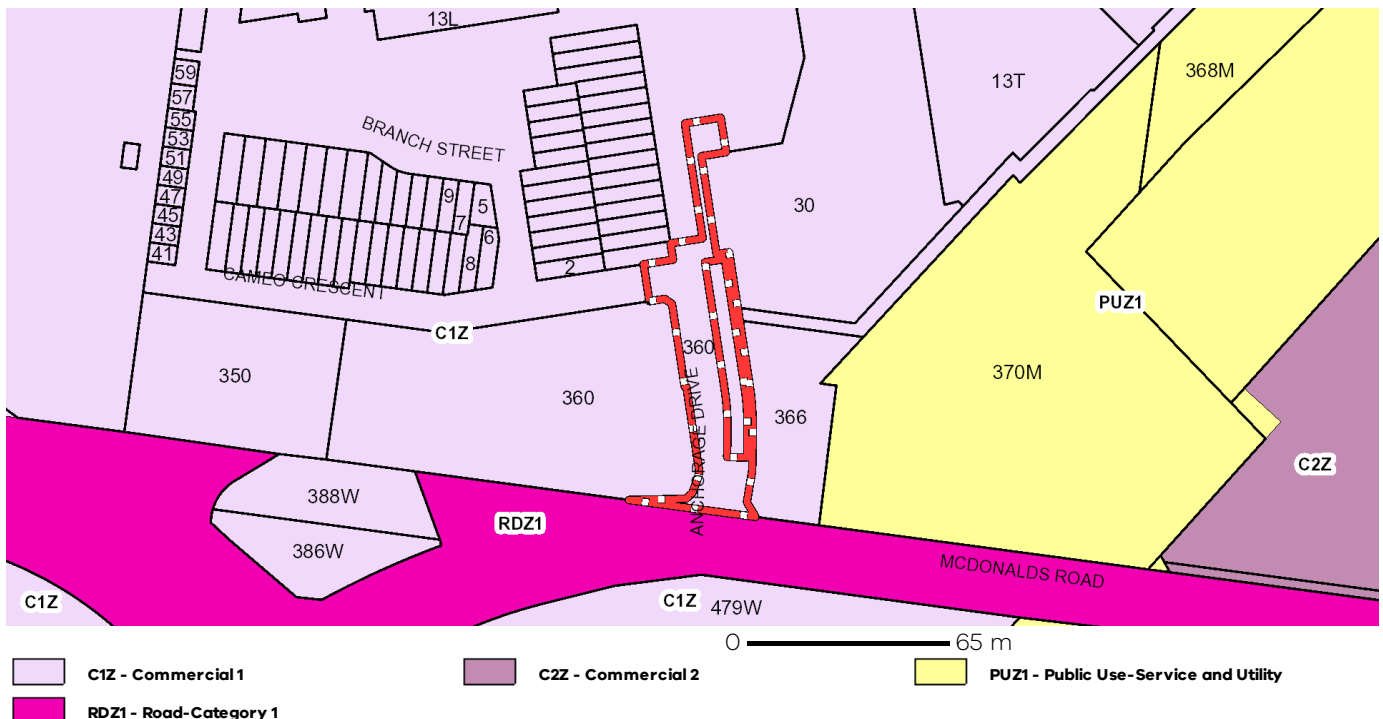 13L
368M
13T
59
57
55
53
51
49
47
45
43
41
BRANCH STREET
9
5
7
6
8
30
2
CAMEO CRESCENT
C1Z
PUZ1
350
360
360
370M
366
ANCHORAGE DRIVE
C2Z
388W
386W
RDZ1
MCDONALDS ROAD
C1Z
C1Z
479W
0 65 m
C1Z - Commercial 1
C2Z - Commercial 2
PUZ1 - Public Use-Service and Utility
RDZ1 - Road-Category 1